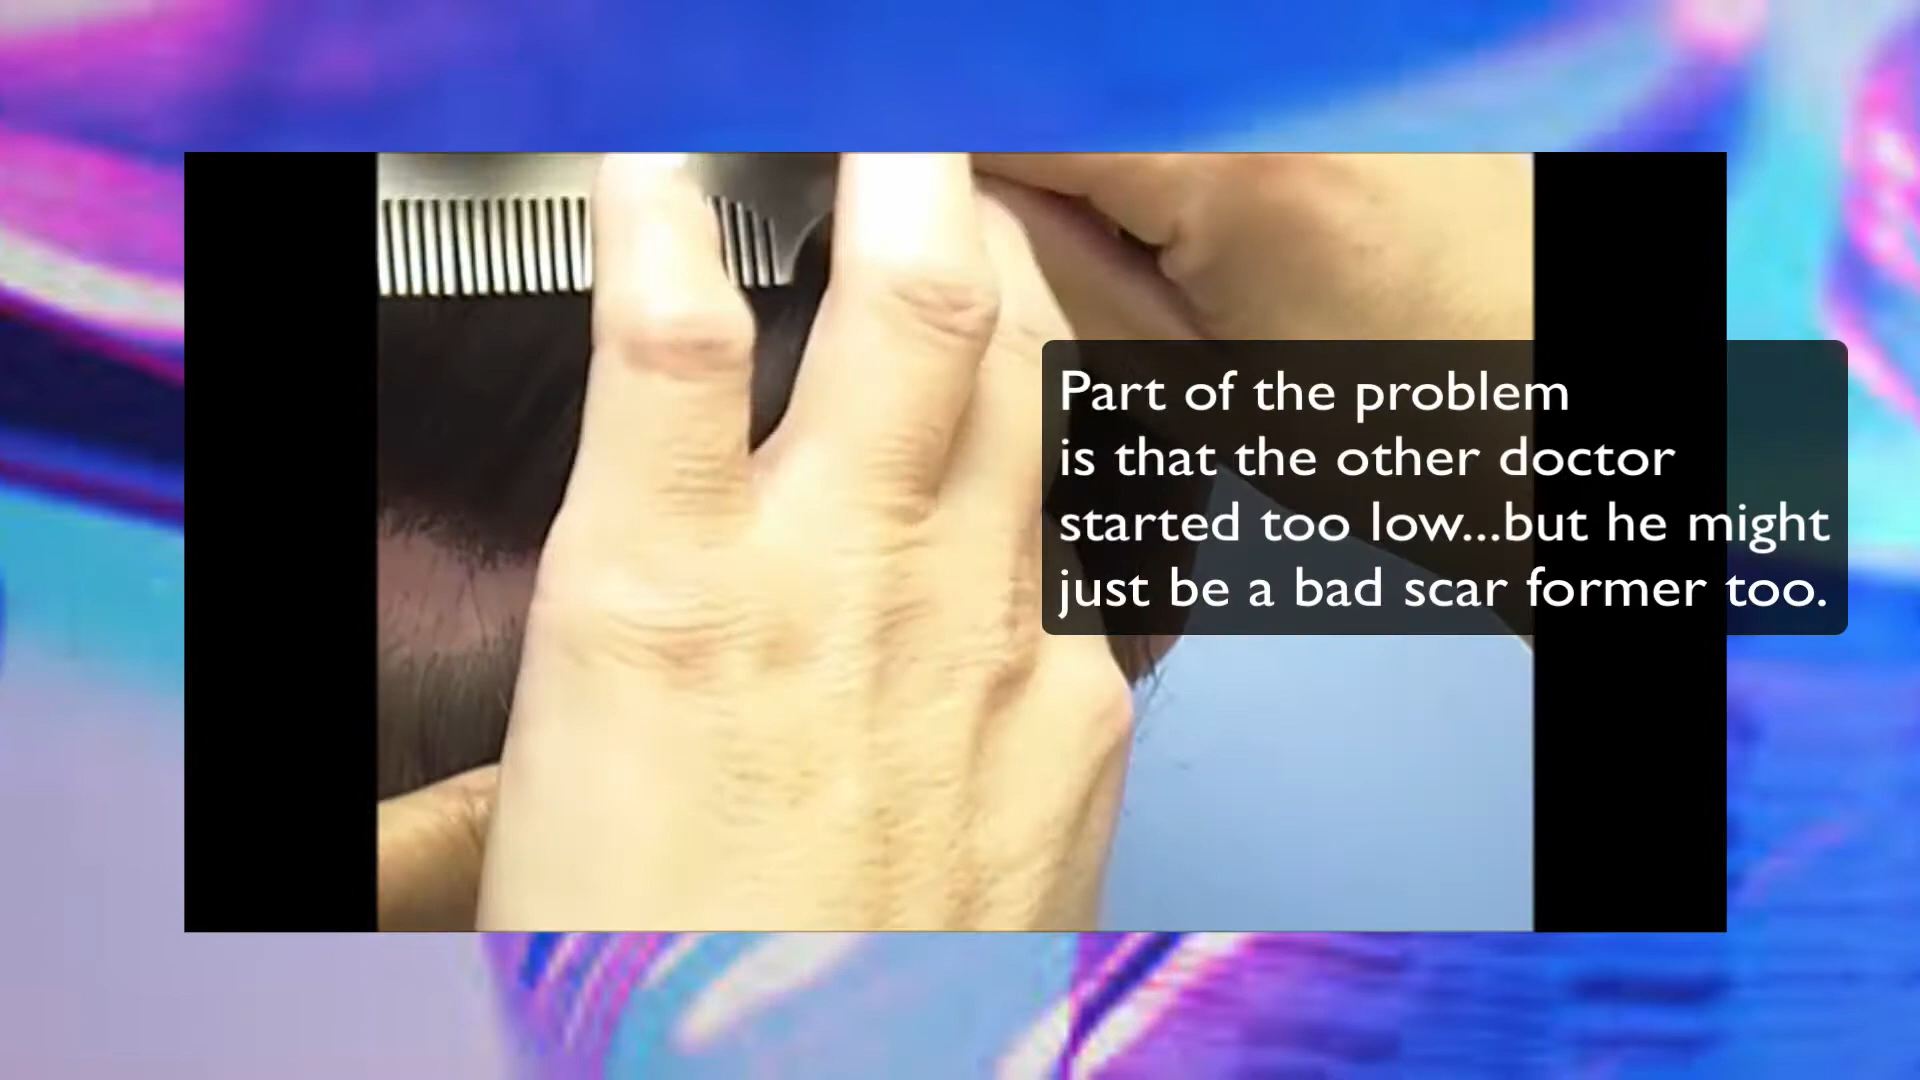 Part of the problem
is that the other doctor
started too low...but he might
just be a bad scar former too.